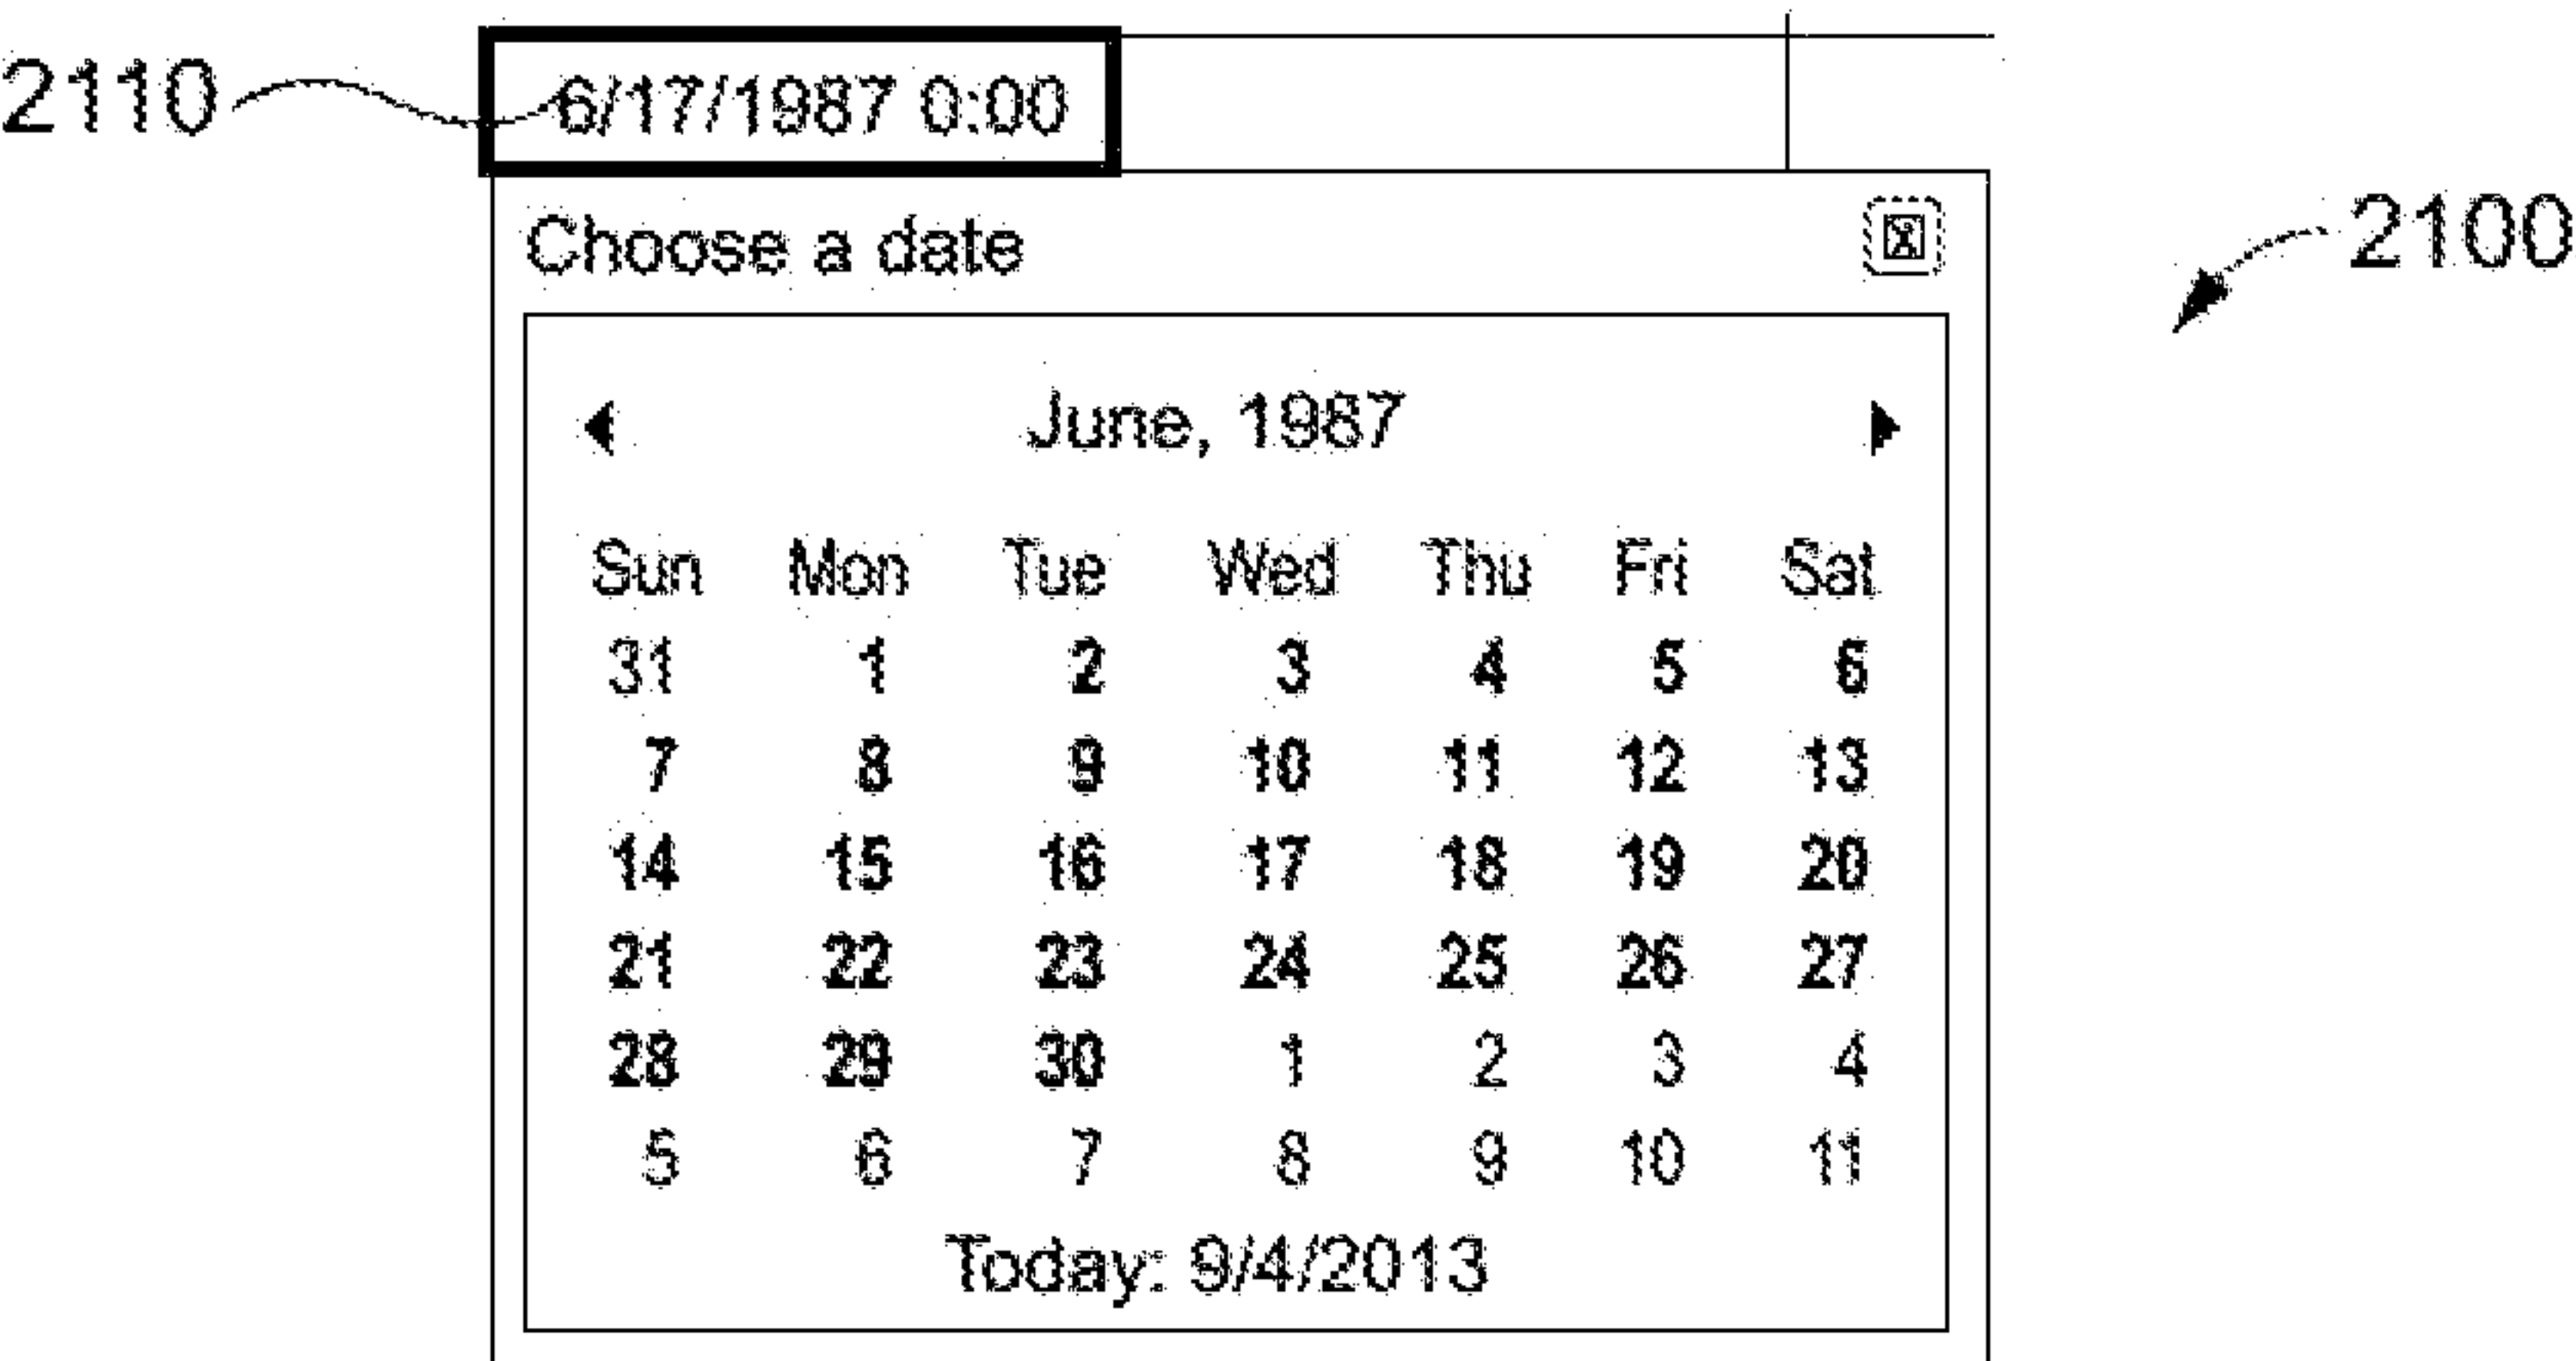 2110 6/17/1987 0:00
Choose a date X
2100
June, 1987
Sun Mon Tue Wed Thu Fri Sat
31 1 2 3 4 5 6
7 8 9 10 11 12 13
14 15 16 17 18 19 20
21 22 23 24 25 26 27
28 29 30 1 2 3 4
5 6 7 8 9 10 11
Today: 9/4/2013